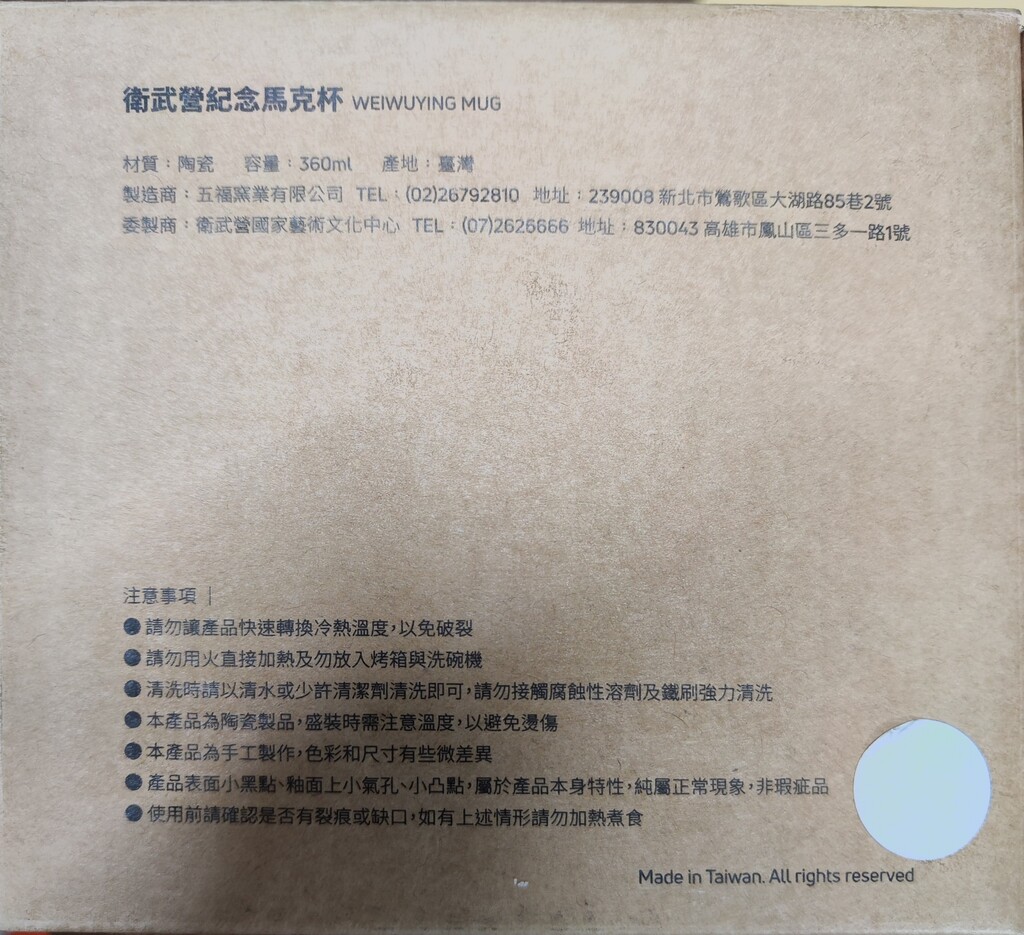 衛武營紀念馬克杯 WEIWUYING MUG
材質：陶瓷 容量：360ml 產地：臺灣
製造商：五福窯業有限公司 TEL：(02)26792810 地址：239008 新北市鶯歌區大湖路85巷2號
委製商：衛武營國家藝術文化中心 TEL：(07)2626666 地址：830043 高雄市鳳山區三多一路1號
注意事項｜
●請勿讓產品快速轉換冷熱溫度，以免破裂
●請勿用火直接加熱及勿放入烤箱與洗碗機
●清洗時請以清水或少許清潔劑清洗即可，請勿接觸腐蝕性溶劑及鐵刷強力清洗
●本產品為陶瓷製品，盛裝時需注意溫度，以避免燙傷
●本產品為手工製作，色彩和尺寸有些微差異
●產品表面小黑點、釉面上小氣孔、小凸點，屬於產品本身特性，純屬正常現象，非瑕疵品
●使用前請確認是否有裂痕或缺口，如有上述情形請勿加熱煮食
Made in Taiwan. All rights reserved